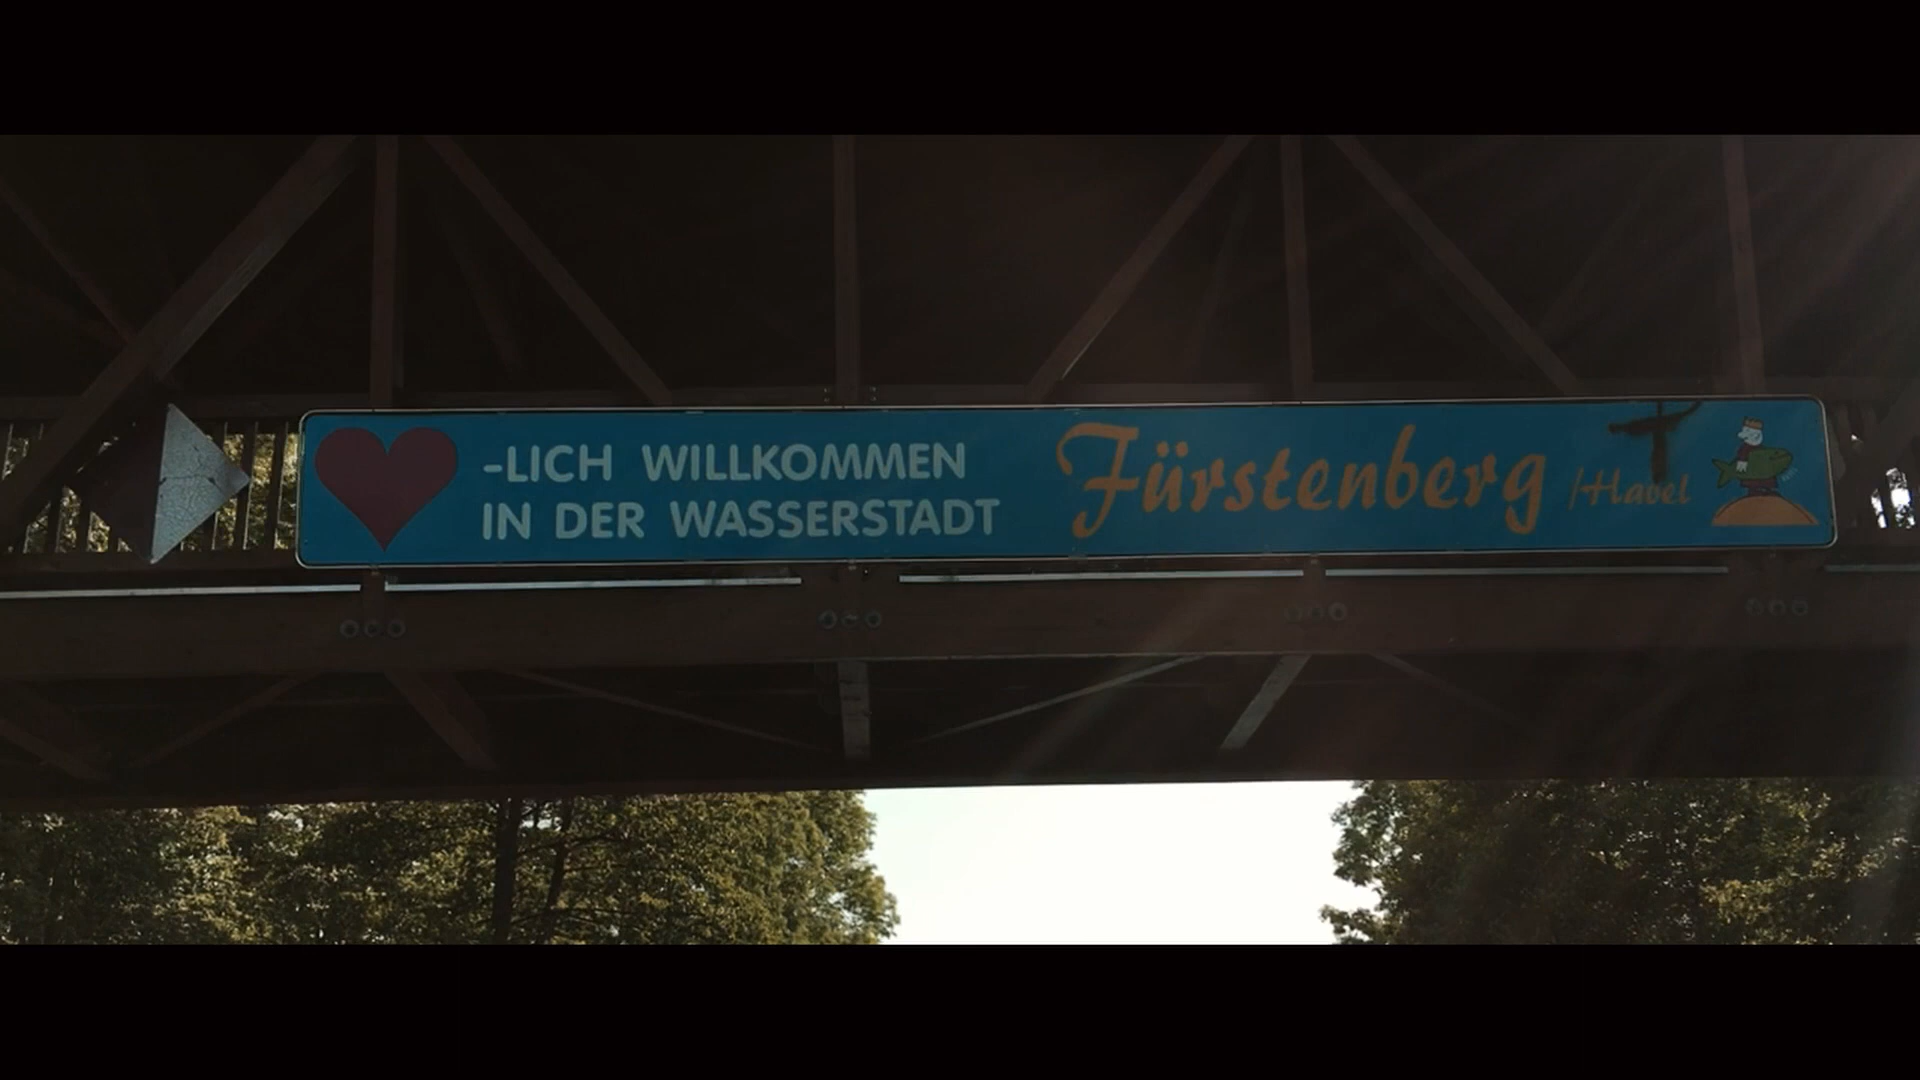 -LICH WILLKOMMEN
IN DER WASSERSTADT
Fürstenberg /Havel